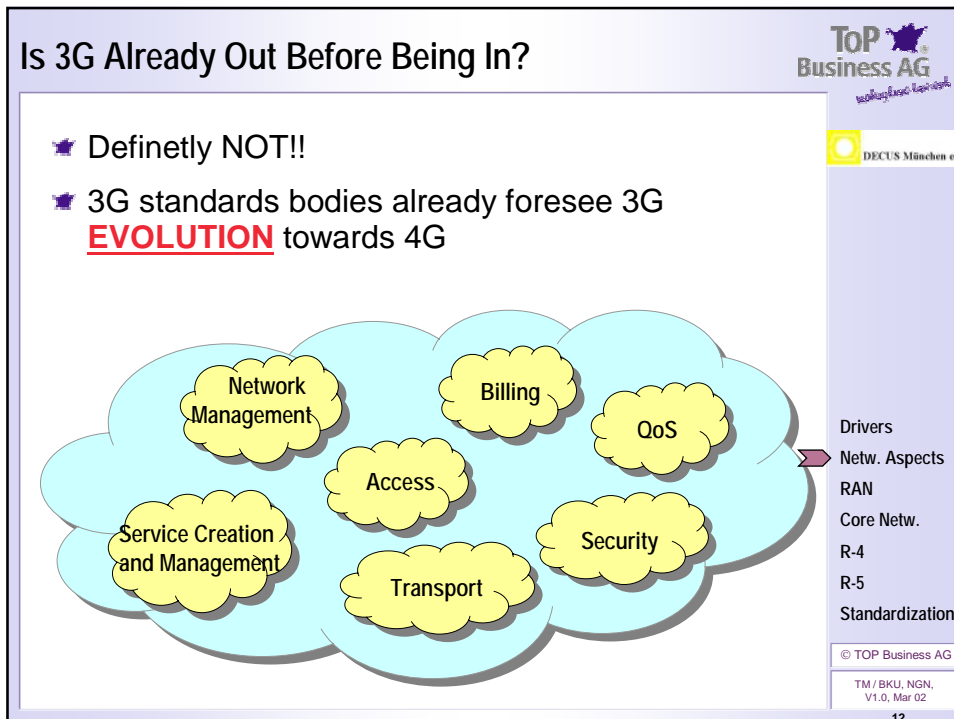 Is 3G Already Out Before Being In?
TOP
Business AG
DECUS München e
Definetly NOT!!
3G standards bodies already foresee 3G
EVOLUTION towards 4G
Network
Management
Billing
QoS
Access
Service Creation
and Management
Security
Transport
Drivers
Netw. Aspects
RAN
Core Netw.
R-4
R-5
Standardization
© TOP Business AG
TM / BKU, NGN,
V1.0, Mar 02
12